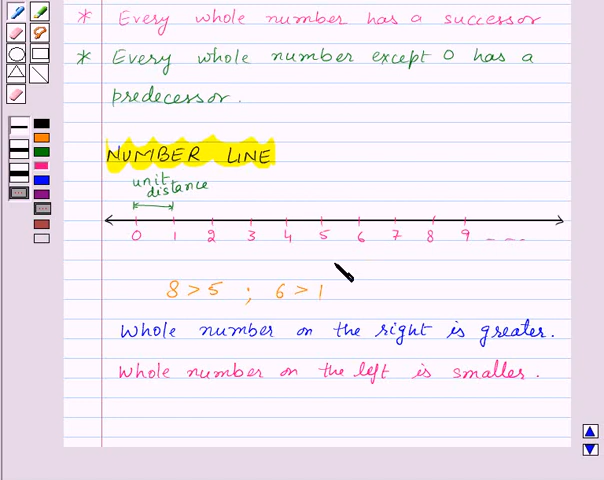 * Every whole number has a successor
* Every whole number except 0 has a
predecessor.
NUMBER LINE
unit
distance
0 1 2 3 4 5 6 7 8 9 - - - -
8 > 5 ; 6 > 1
Whole number on the right is greater.
Whole number on the left is smaller.